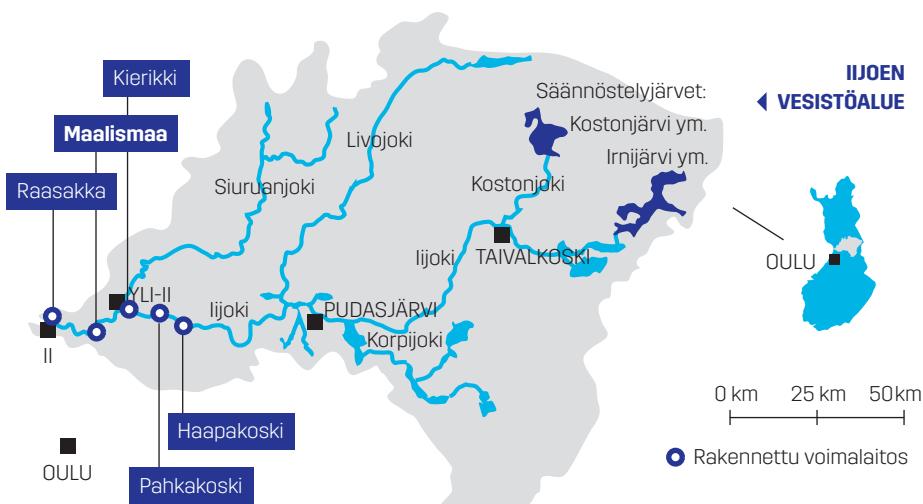 Kierikki
Maalismaa
Raasakka
Siuruanjoki
Livojoki
Säännöstelyjärvet:
Kostonjärvi ym.
Irnijärvi ym.
Kostonjoki
IIJOEN
VESISTÖALUE
Iijoki
TAIVALKOSKI
OULU
YLI-II
Iijoki
PUDASJÄRVI
Korpijoki
II
Haapakoski
Pahkakoski
OULU
0 km 25 km 50 km
Rakennettu voimalaitos